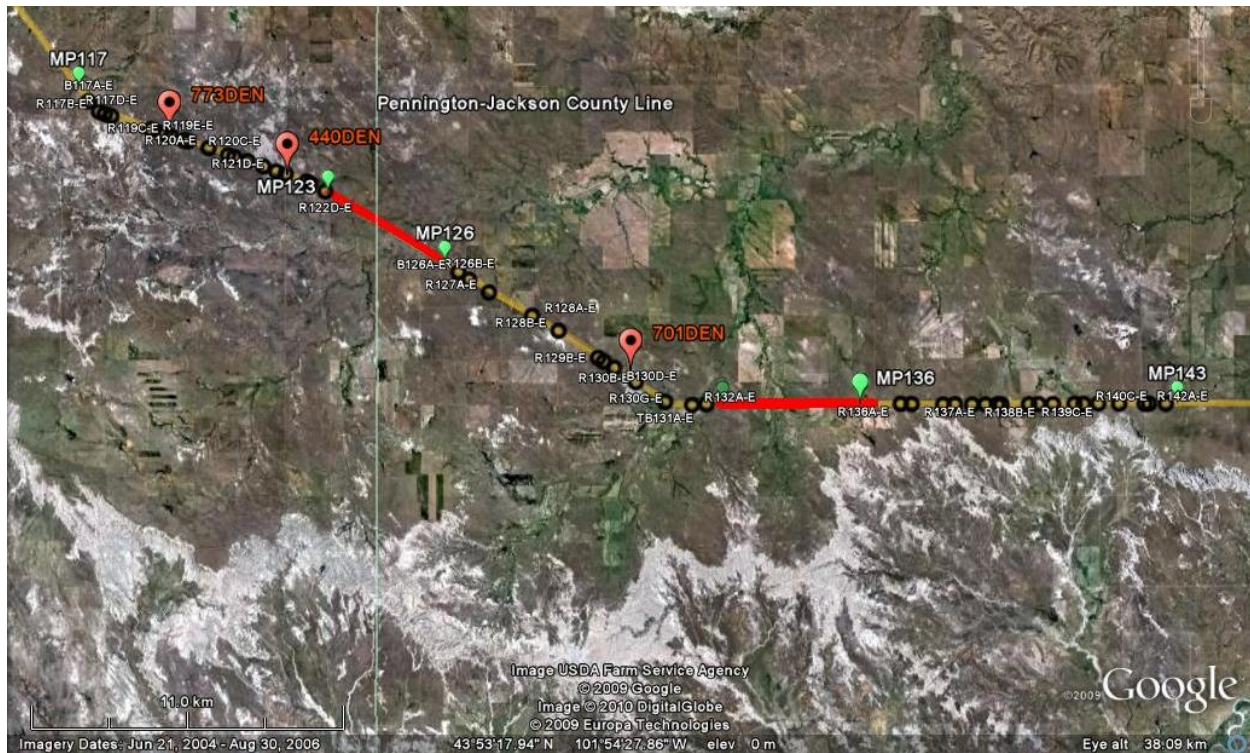 MP117
B117A-E
R117B-E
R117D-E
773DEN
Pennington-Jackson County Line
R119C-E
R119E-E
R120A-E
R120C-E
440DEN
R121D-E
MP123
R122D-E
MP126
B126A-E
R126B-E
R127A-E
R128A-E
R128B-E
701DEN
R129B-E
R130B-E
B130D-E
MP136
MP143
R130G-E
R132A-E
R140C-E
R142A-E
TB131A-E
R136A-E
R137A-E
R138B-E
R139C-E
Image USDA Farm Service Agency
© 2009 Google
Image © 2010 DigitalGlobe
© 2009 Europa Technologies
11.0 km
©2009 Google
Imagery Dates: Jun 21, 2004 - Aug 30, 2006
43°53'17.94" N 101°54'27.86" W elev 0 m
Eye alt 38.09 km